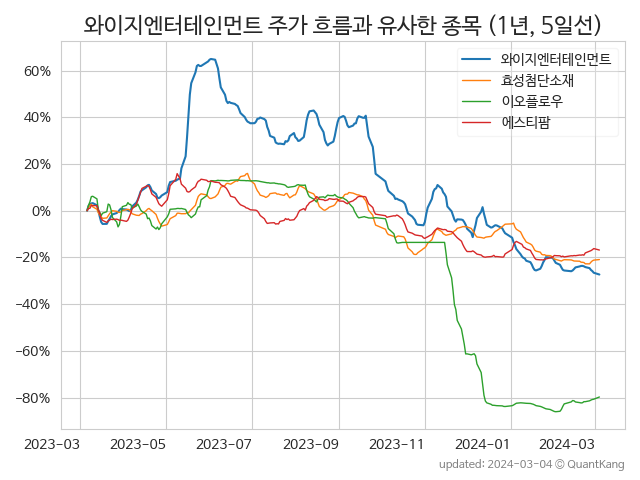 와이지엔터테인먼트 주가 흐름과 유사한 종목 (1년, 5일선)
와이지엔터테인먼트
효성첨단소재
이오플로우
에스티팜
60%
40%
20%
0%
−20%
−40%
−60%
−80%
2023-03 2023-05 2023-07 2023-09 2023-11 2024-01 2024-03
updated: 2024-03-04 © QuantKang